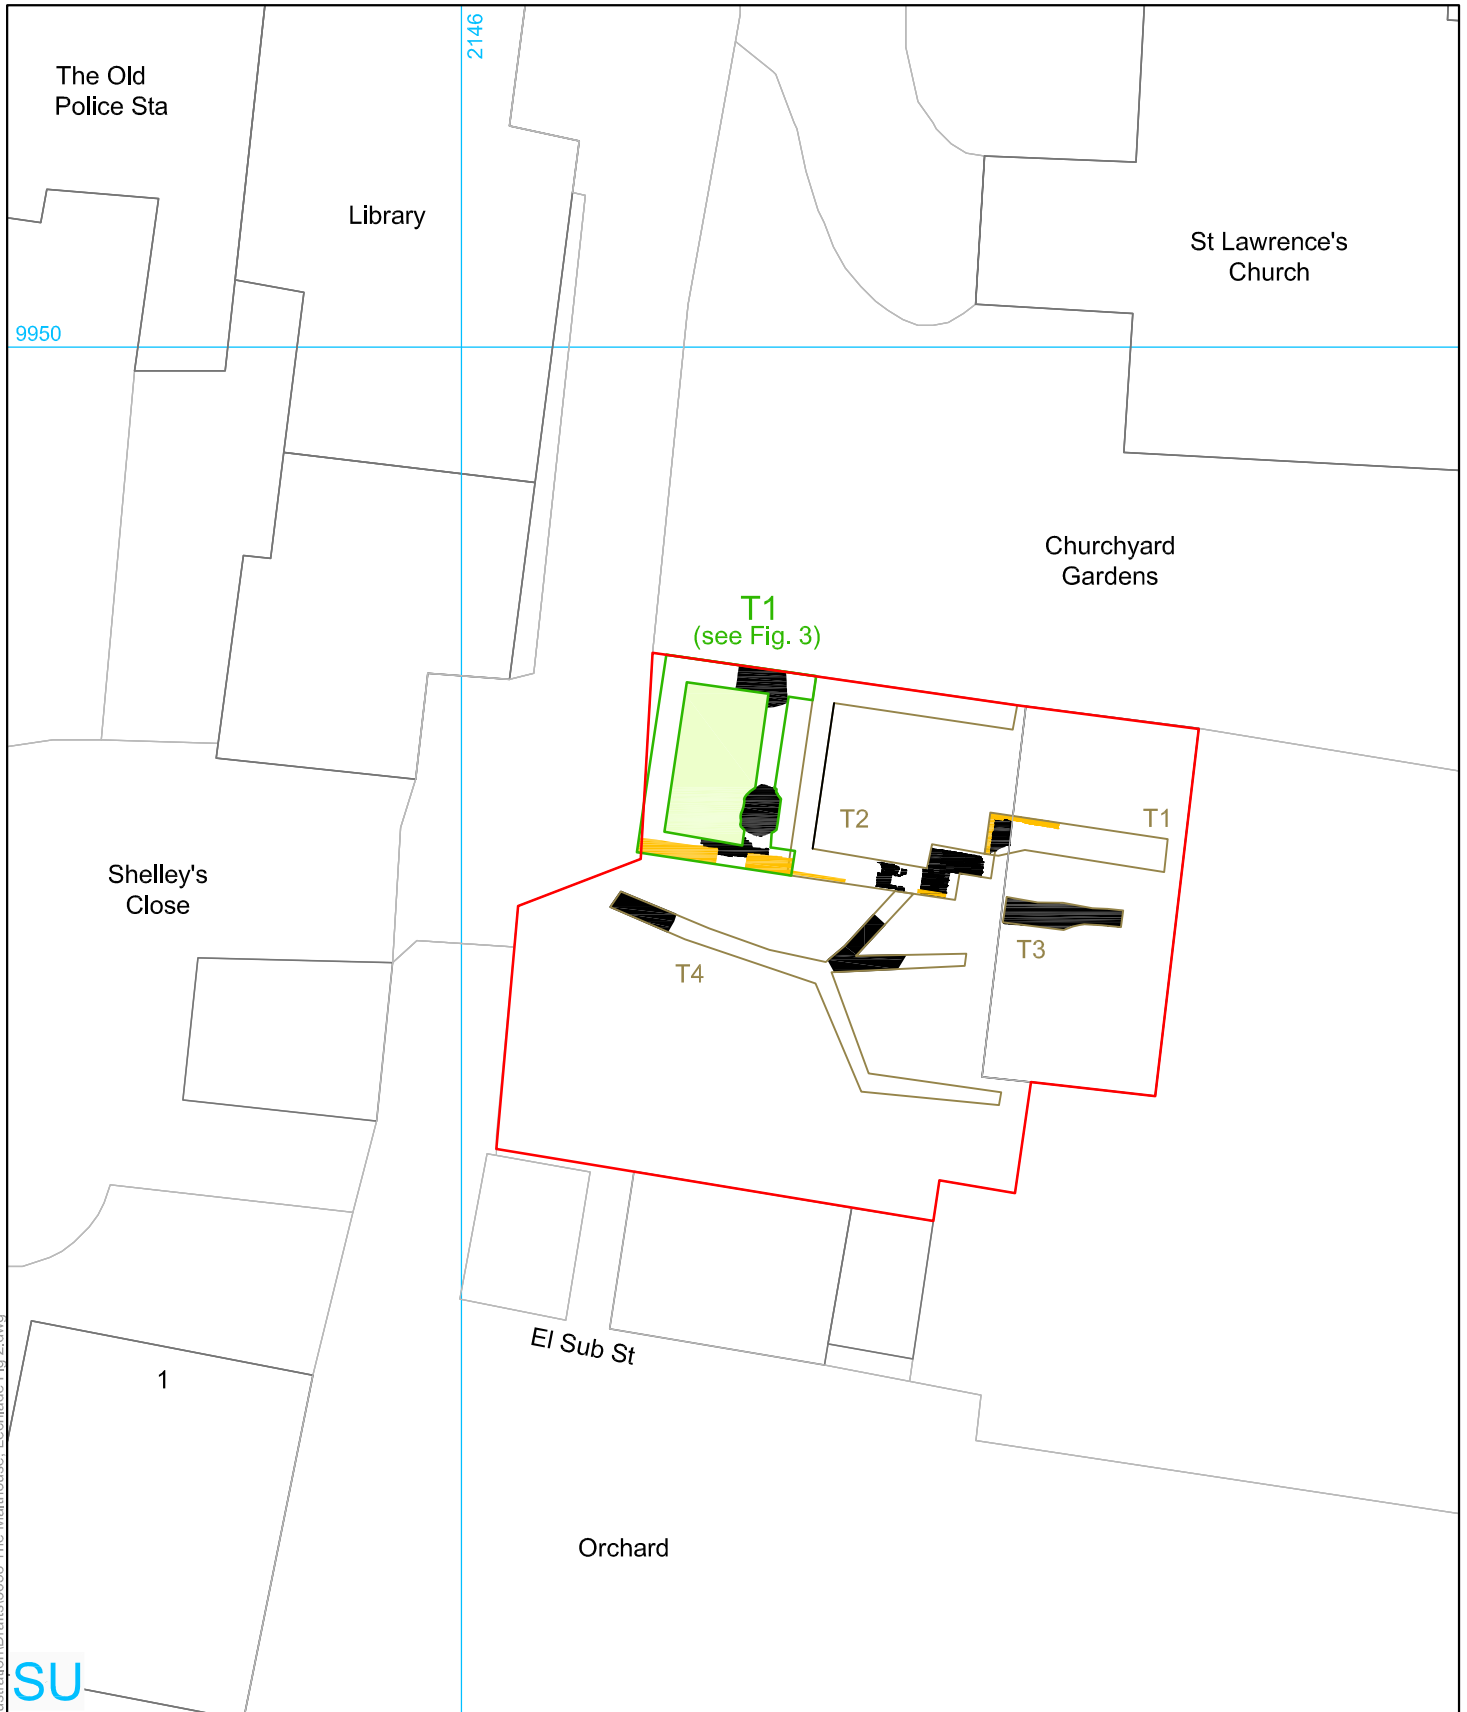 2146
The Old
Police Sta
Library
St Lawrence's
Church
9950
Churchyard
Gardens
T1
(see Fig. 3)
T2
T1
Shelley's
Close
T3
T4
El Sub St
1
Orchard
SU